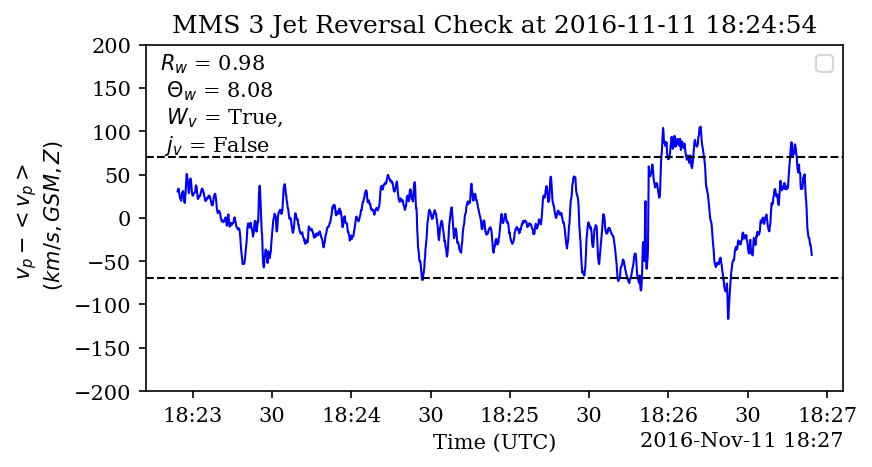 MMS 3 Jet Reversal Check at 2016-11-11 18:24:54
200
150
100
50
0
−50
−100
−150
−200
v_p − < v_p >
(km/s, GSM, Z)
R_w = 0.98
Θ_w = 8.08
W_v = True,
j_v = False
18:23 30 18:24 30 18:25 30 18:26 30 18:27
Time (UTC)
2016-Nov-11 18:27